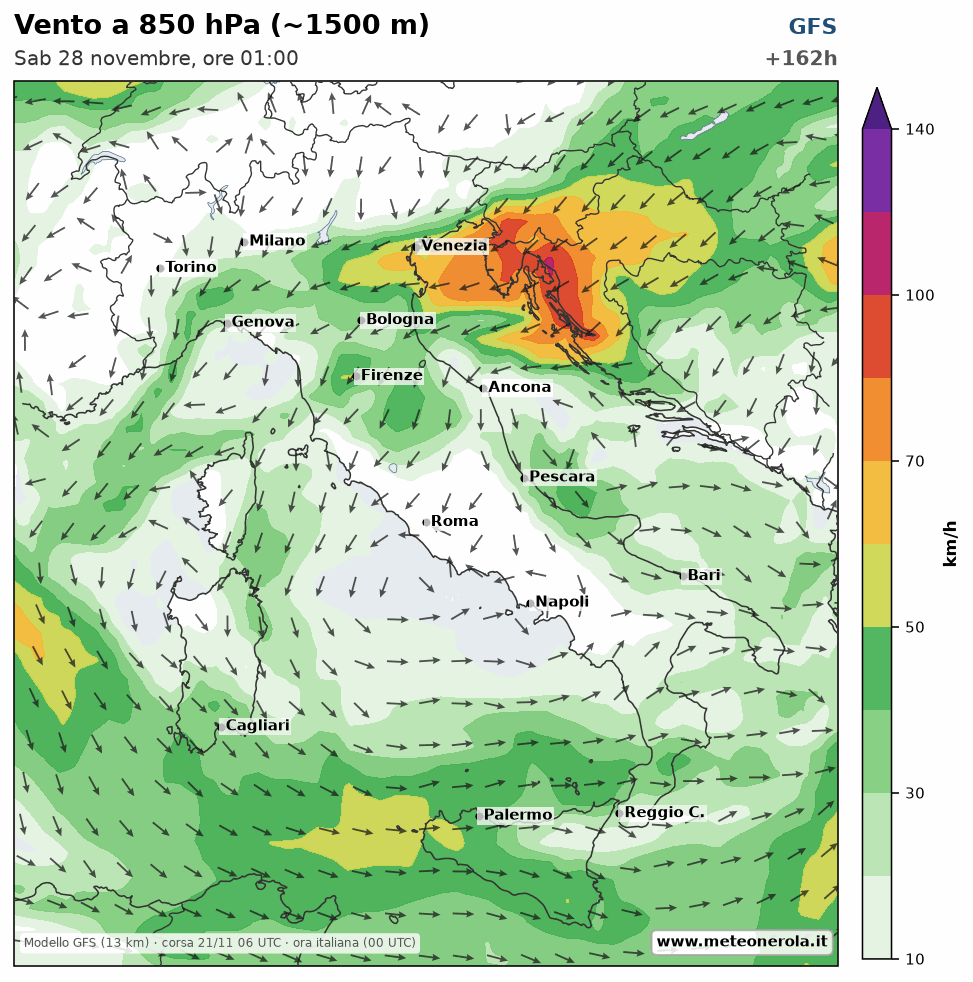 Vento a 850 hPa (~1500 m)
GFS
Sab 28 novembre, ore 01:00
+162h
140
100
70
50
30
10
km/h
Milano
Venezia
Torino
Genova
Bologna
Firenze
Ancona
Pescara
Roma
Bari
Napoli
Cagliari
Palermo
Reggio C.
Modello GFS (13 km) · corsa 21/11 06 UTC · ora italiana (00 UTC)
www.meteonerola.it